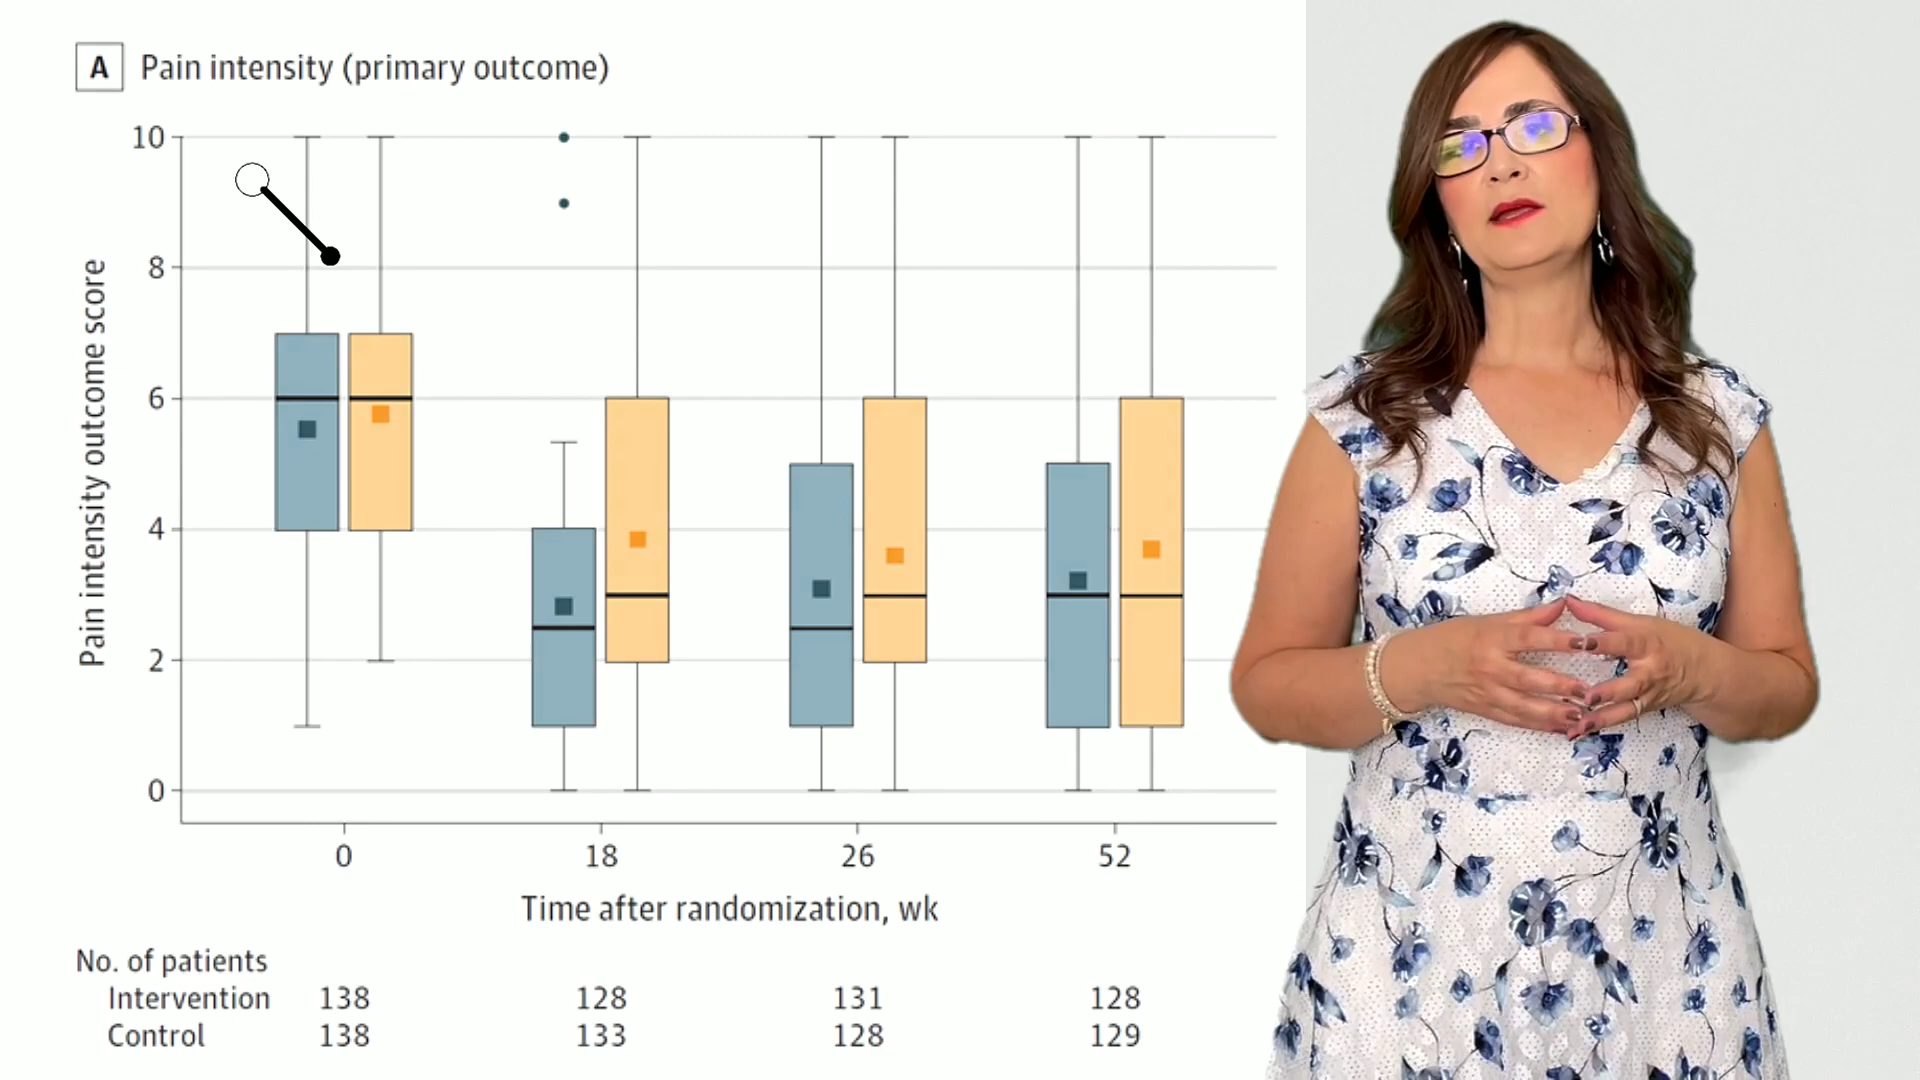 A Pain intensity (primary outcome)
10
8
6
4
2
0
Pain intensity outcome score
0 18 26 52
Time after randomization, wk
No. of patients
Intervention 138 128 131 128
Control 138 133 128 129